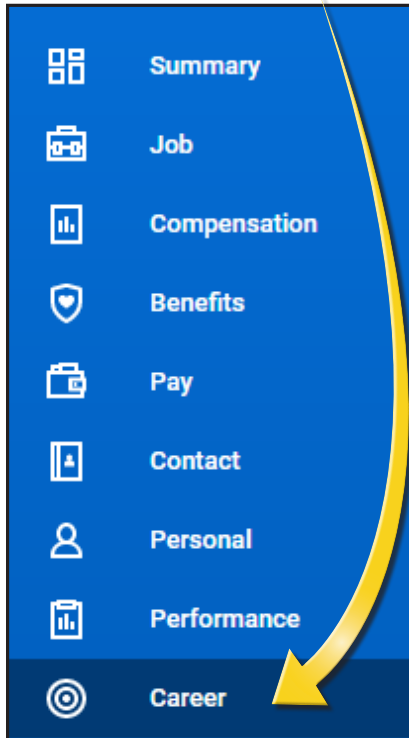 Summary
Job
Compensation
Benefits
Pay
Contact
Personal
Performance
Career